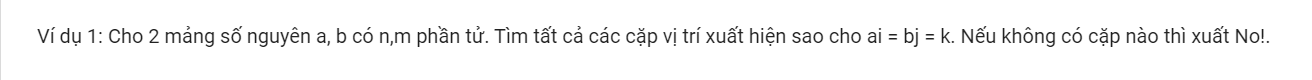 Ví dụ 1: Cho 2 mảng số nguyên a, b có n,m phần tử. Tìm tất cả các cặp vị trí xuất hiện sao cho ai = bj = k. Nếu không có cặp nào thì xuất No!.